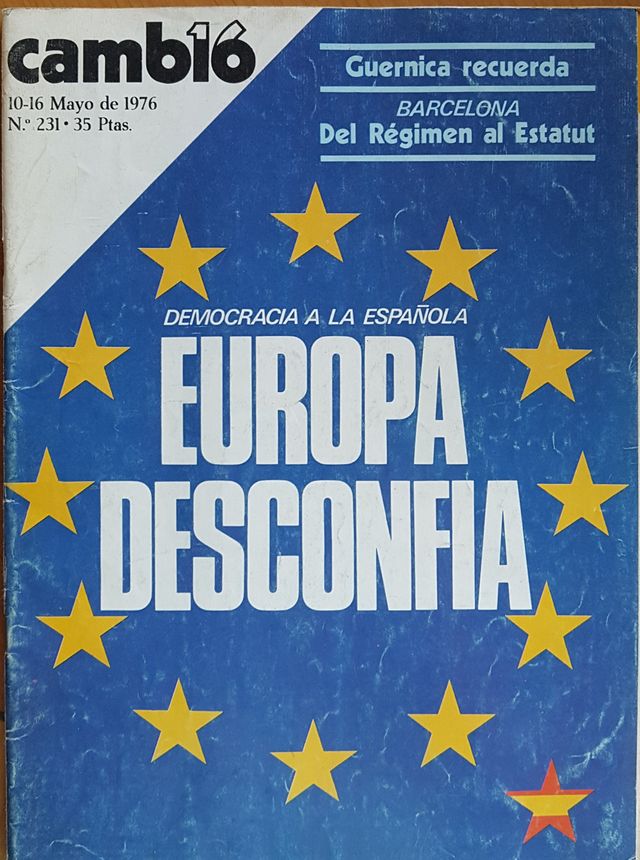 cambio16
10-16 Mayo de 1976
N.º 231 • 35 Ptas.
Guernica recuerda
BARCELONA
Del Régimen al Estatut
DEMOCRACIA A LA ESPAÑOLA
EUROPA
DESCONFIA